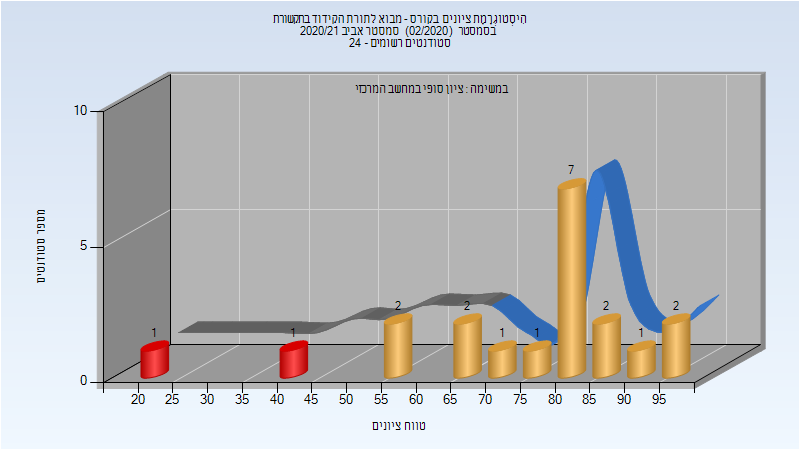 היסטוגרמת ציונים בקורס - מבוא לתורת הקידוד בתקשורת
בסמסטר (02/2020) סמסטר אביב 2020/21
סטודנטים רשומים - 24
במשימה : ציון סופי במחשב המרכזי
מספר סטודנטים
10
5
0
1
1
2
2
1
1
7
2
1
2
20 25 30 35 40 45 50 55 60 65 70 75 80 85 90 95
טווח ציונים